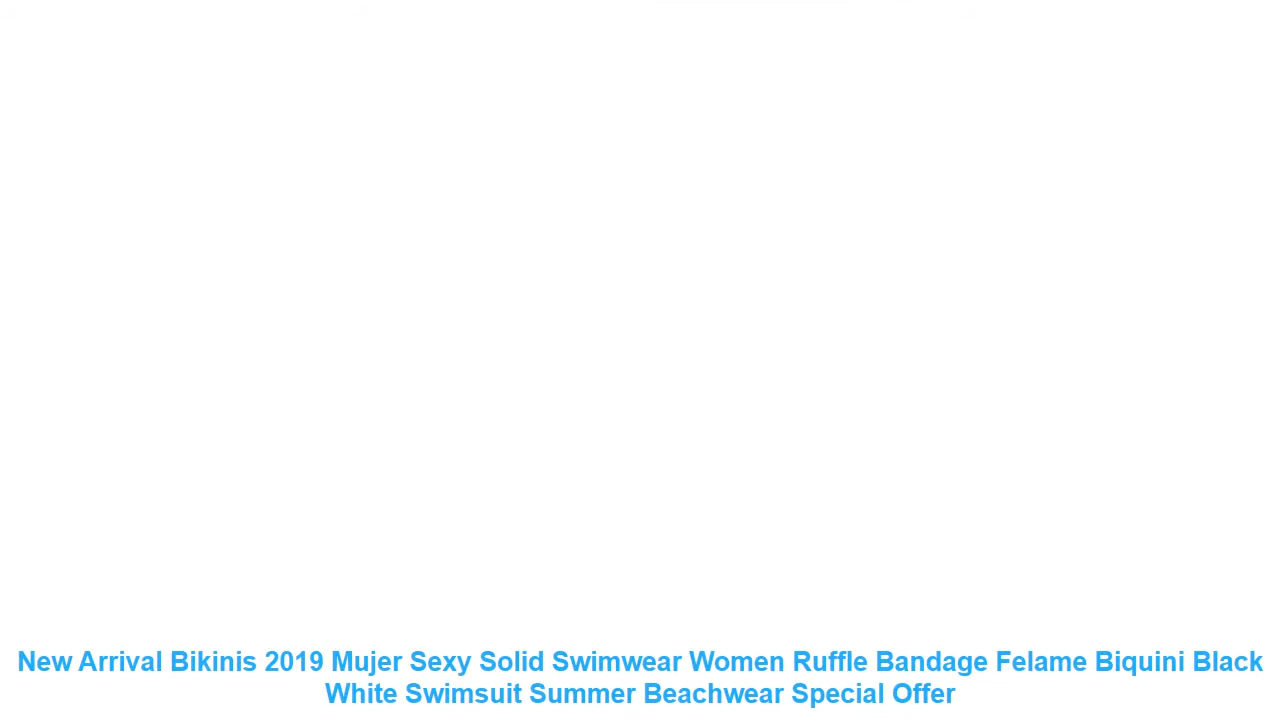 New Arrival Bikinis 2019 Mujer Sexy Solid Swimwear Women Ruffle Bandage Felame Biquini Black
White Swimsuit Summer Beachwear Special Offer